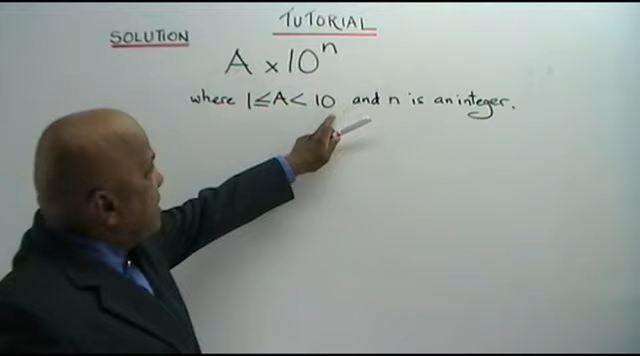 TUTORIAL
SOLUTION
A × 10ⁿ
where 1 ≤ A < 10 and n is an integer.